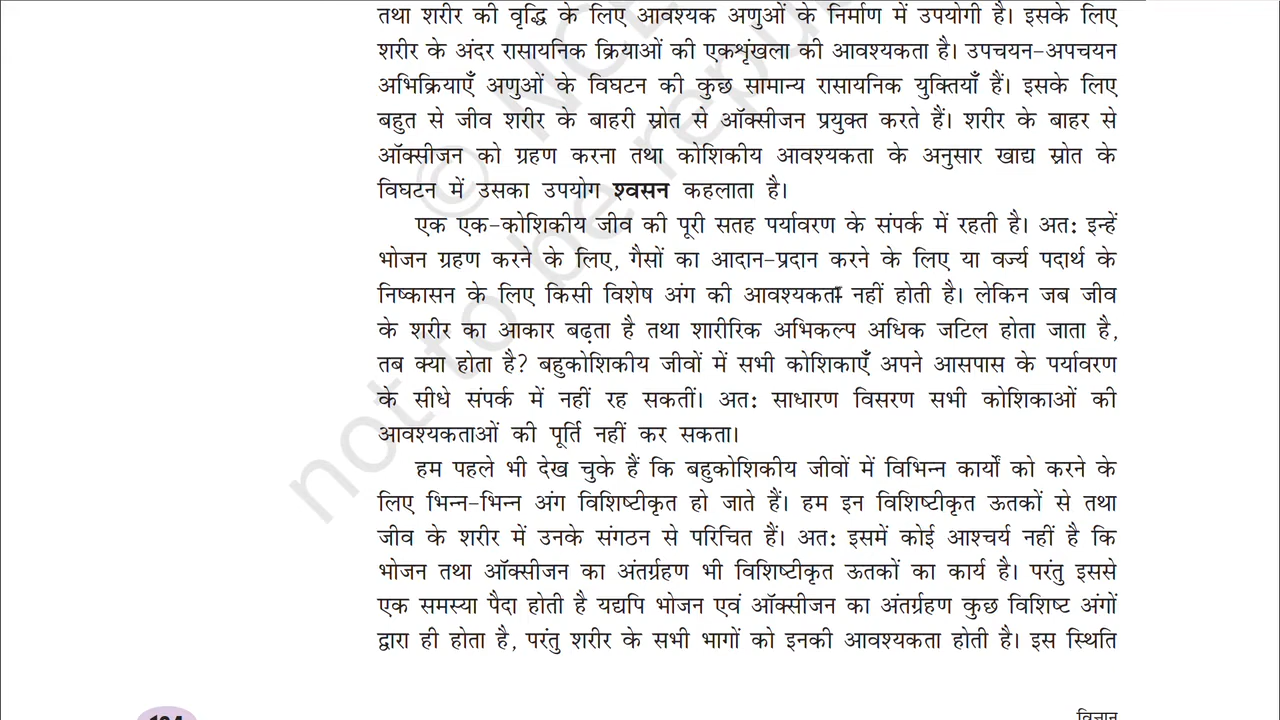 तथा शरीर की वृद्धि के लिए आवश्यक अणुओं के निर्माण में उपयोगी है। इसके लिए
शरीर के अंदर रासायनिक क्रियाओं की एकशृंखला की आवश्यकता है। उपचयन-अपचयन
अभिक्रियाएँ अणुओं के विघटन की कुछ सामान्य रासायनिक युक्तियाँ हैं। इसके लिए
बहुत से जीव शरीर के बाहरी स्रोत से ऑक्सीजन प्रयुक्त करते हैं। शरीर के बाहर से
ऑक्सीजन को ग्रहण करना तथा कोशिकीय आवश्यकता के अनुसार खाद्य स्रोत के
विघटन में उसका उपयोग श्वसन कहलाता है।
एक एक-कोशिकीय जीव की पूरी सतह पर्यावरण के संपर्क में रहती है। अतः इन्हें
भोजन ग्रहण करने के लिए, गैसों का आदान-प्रदान करने के लिए या वर्ज्य पदार्थ के
निष्कासन के लिए किसी विशेष अंग की आवश्यकता नहीं होती है। लेकिन जब जीव
के शरीर का आकार बढ़ता है तथा शारीरिक अभिकल्प अधिक जटिल होता जाता है,
तब क्या होता है? बहुकोशिकीय जीवों में सभी कोशिकाएँ अपने आसपास के पर्यावरण
के सीधे संपर्क में नहीं रह सकतीं। अतः साधारण विसरण सभी कोशिकाओं की
आवश्यकताओं की पूर्ति नहीं कर सकता।
हम पहले भी देख चुके हैं कि बहुकोशिकीय जीवों में विभिन्न कार्यों को करने के
लिए भिन्न-भिन्न अंग विशिष्टीकृत हो जाते हैं। हम इन विशिष्टीकृत ऊतकों से तथा
जीव के शरीर में उनके संगठन से परिचित हैं। अतः इसमें कोई आश्चर्य नहीं है कि
भोजन तथा ऑक्सीजन का अंतर्ग्रहण भी विशिष्टीकृत ऊतकों का कार्य है। परंतु इससे
एक समस्या पैदा होती है यद्यपि भोजन एवं ऑक्सीजन का अंतर्ग्रहण कुछ विशिष्ट अंगों
द्वारा ही होता है, परंतु शरीर के सभी भागों को इनकी आवश्यकता होती है। इस स्थिति
विज्ञान
not to be repu
© NCE